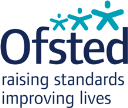 Ofsted
raising standards
improving lives